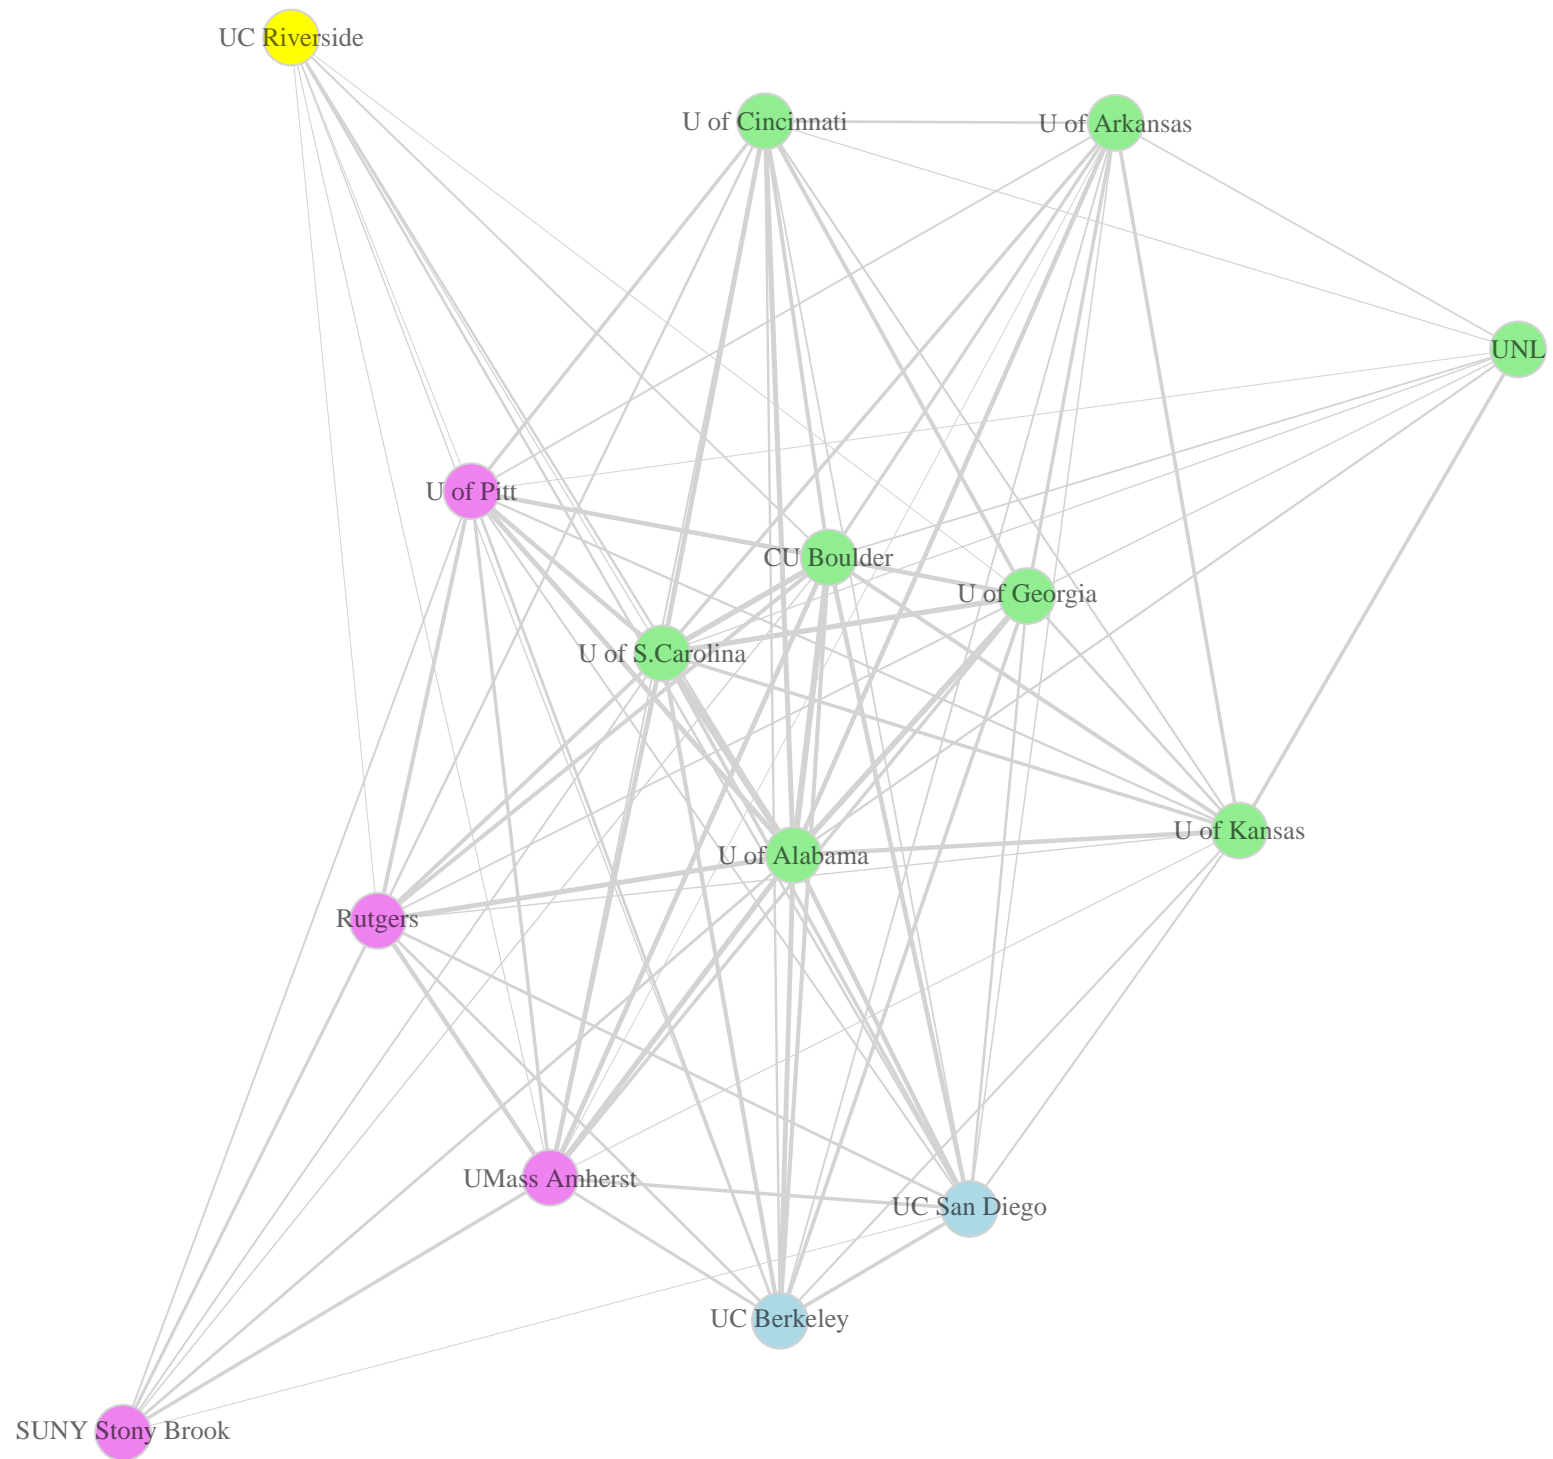 UC Riverside
U of Cincinnati
U of Arkansas
UNL
U of Pitt
CU Boulder
U of Georgia
U of S.Carolina
U of Kansas
U of Alabama
Rutgers
UMass Amherst
UC San Diego
UC Berkeley
SUNY Stony Brook